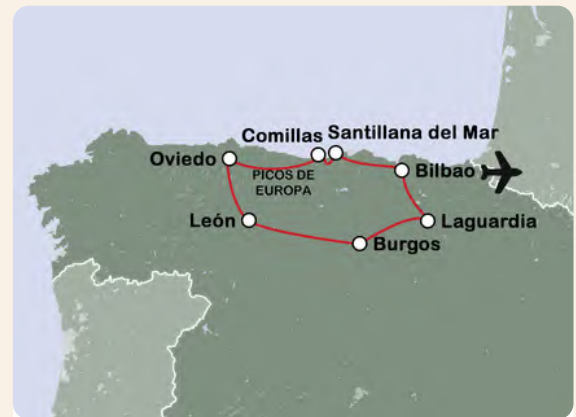 Comillas
Santillana del Mar
Oviedo
PICOS DE
EUROPA
Bilbao
León
Laguardia
Burgos